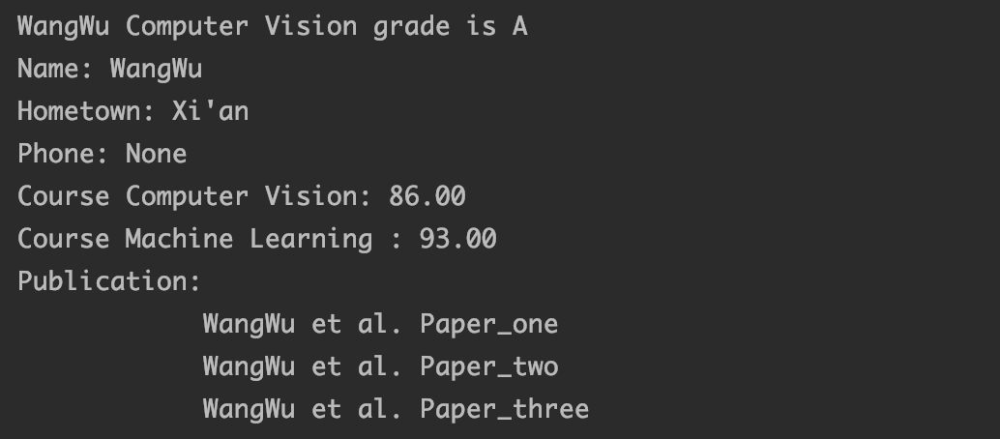 WangWu Computer Vision grade is A
Name: WangWu
Hometown: Xi'an
Phone: None
Course Computer Vision: 86.00
Course Machine Learning : 93.00
Publication:
            WangWu et al. Paper_one
            WangWu et al. Paper_two
            WangWu et al. Paper_three